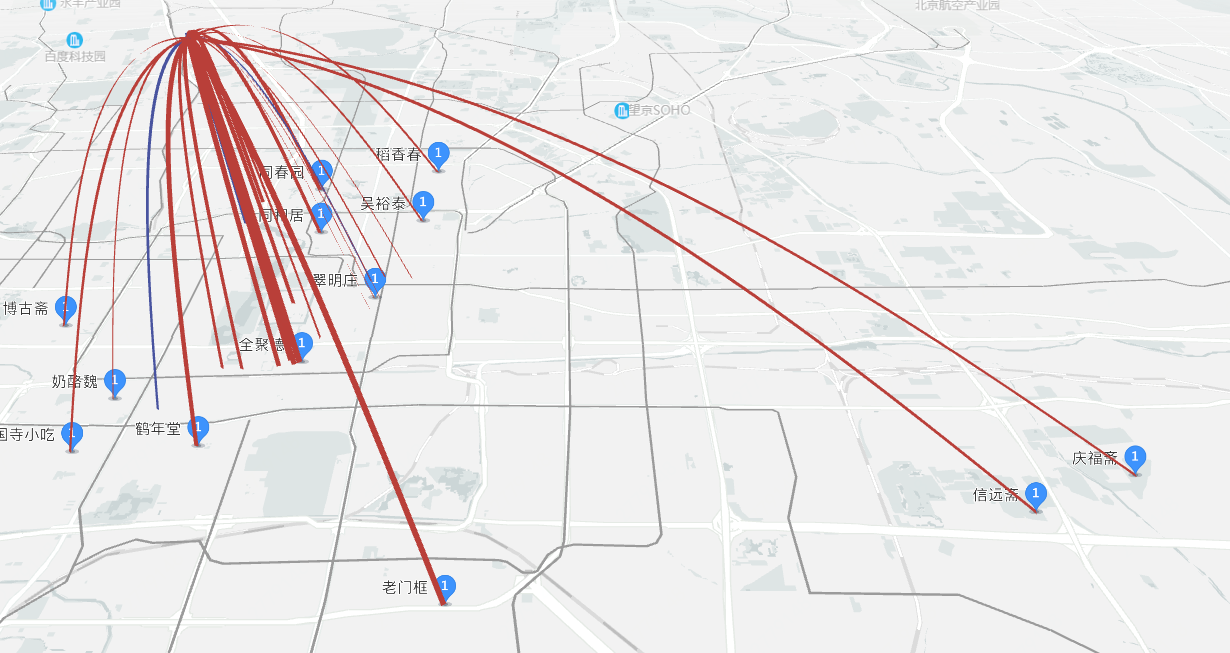 永丰产业园
北京航空产业园
百度科技园
望京SOHO
稻香春
1
同春园
1
吴裕泰
1
同和居
1
翠明庄
1
博古斋
1
全聚德
1
奶酪魏
1
鹤年堂
1
国寺小吃
1
庆福斋
1
信远斋
1
老门框
1